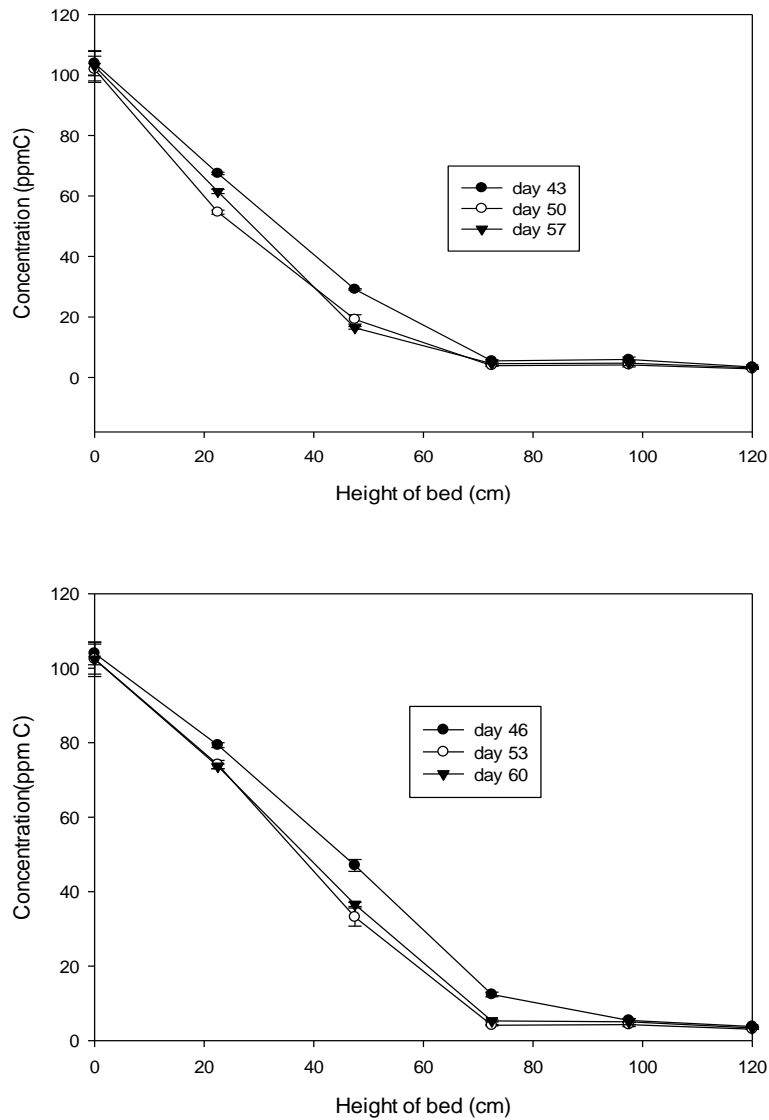 120
100
80
60
40
20
0
Concentration (ppmC)
day 43
day 50
day 57
0 20 40 60 80 100 120
Height of bed (cm)
120
100
80
60
40
20
0
Concentration(ppm C)
day 46
day 53
day 60
0 20 40 60 80 100 120
Height of bed (cm)